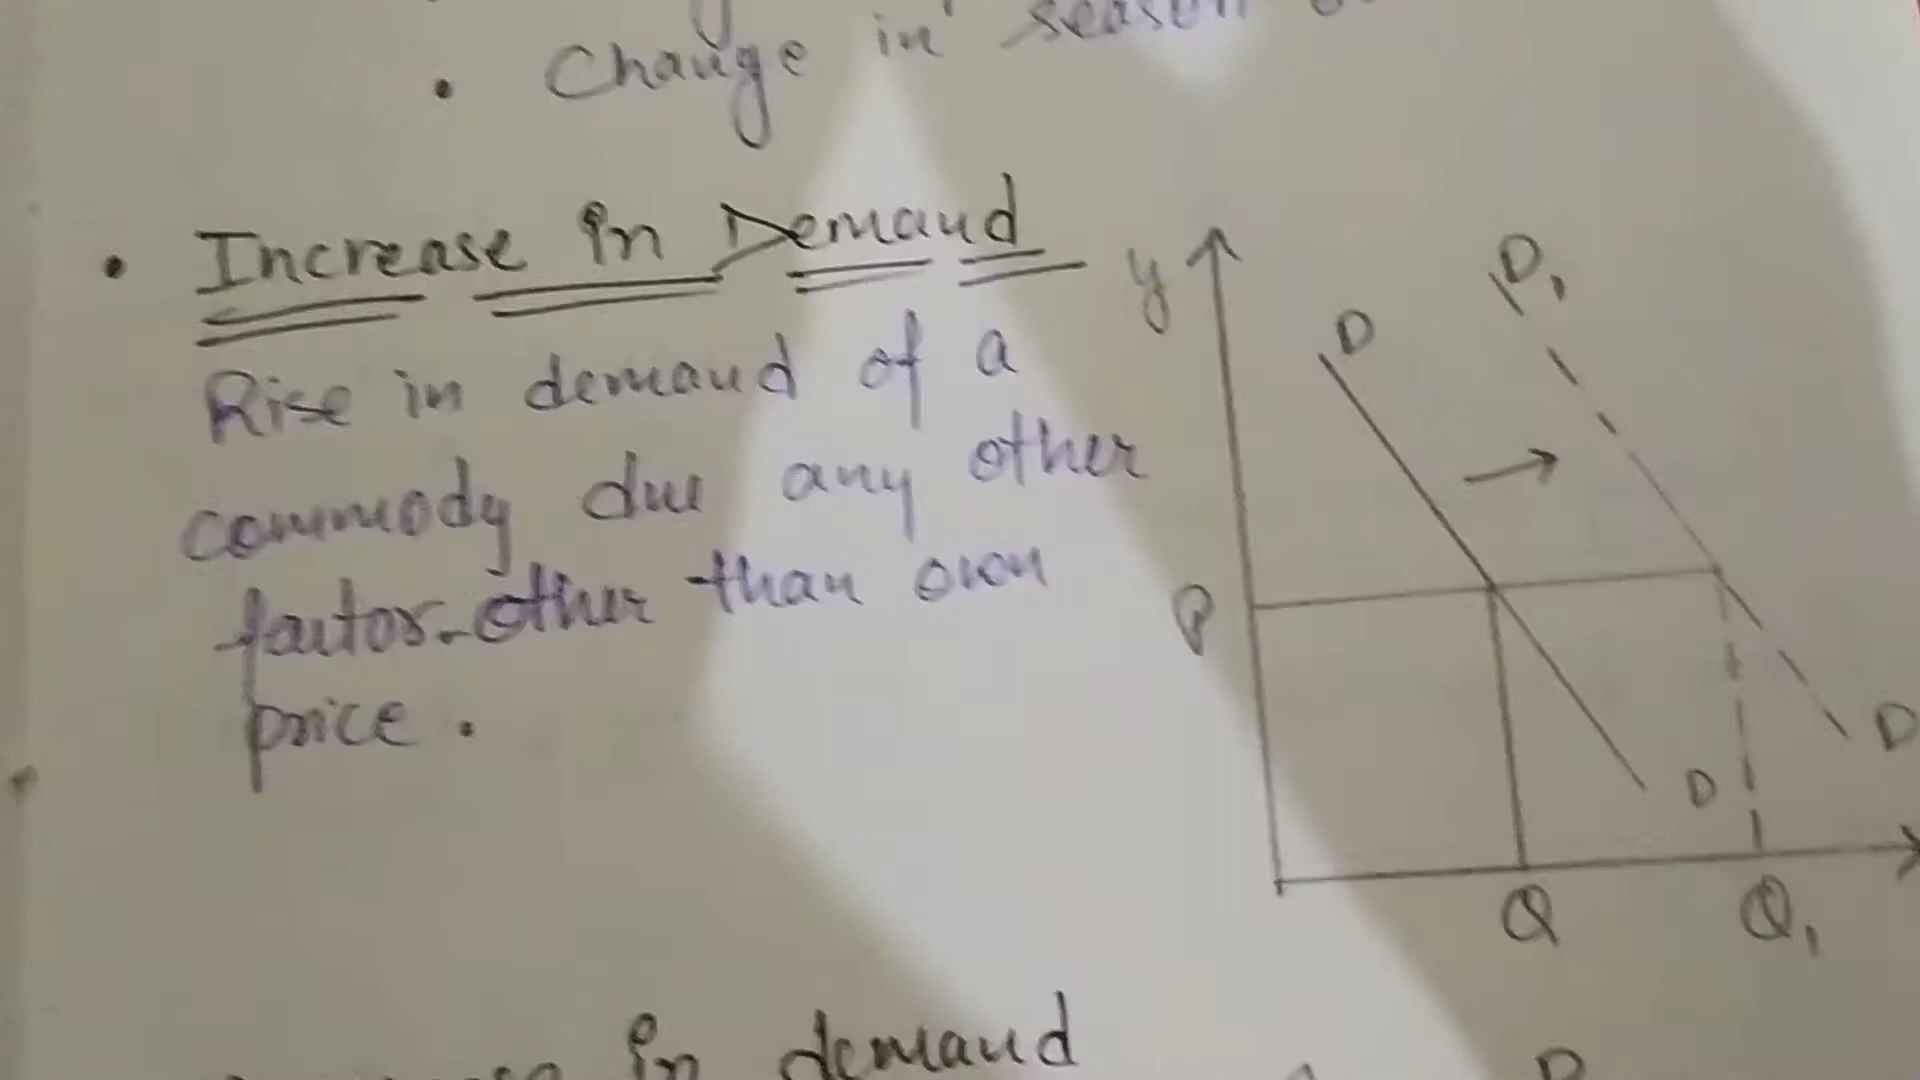 • Change in season
• Increase in Demand
Rise in demand of a
commody due any other
factor. other than own
price.
y
D
D1
P
D
D
Q
Q1
in demand
D